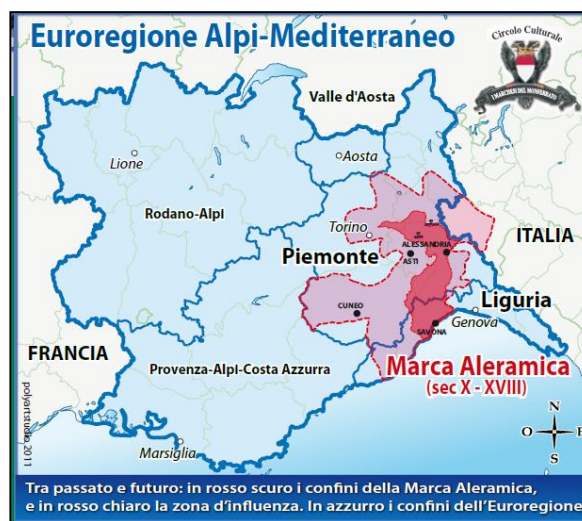 Euroregione Alpi-Mediterraneo
Circolo Culturale
I MARCHESI DEL MONFERRATO
Valle d'Aosta
Lione
Aosta
Rodano-Alpi
Torino
ITALIA
ALESSANDRIA
Piemonte
ASTI
Liguria
CUNEO
Genova
SAVONA
FRANCIA
Provenza-Alpi-Costa Azzurra
Marca Aleramica
(sec X - XVIII)
Marsiglia
polyartstudio 2011
N
O
E
S
Tra passato e futuro: in rosso scuro i confini della Marca Aleramica,
e in rosso chiaro la zona d'influenza. In azzurro i confini dell'Euroregione